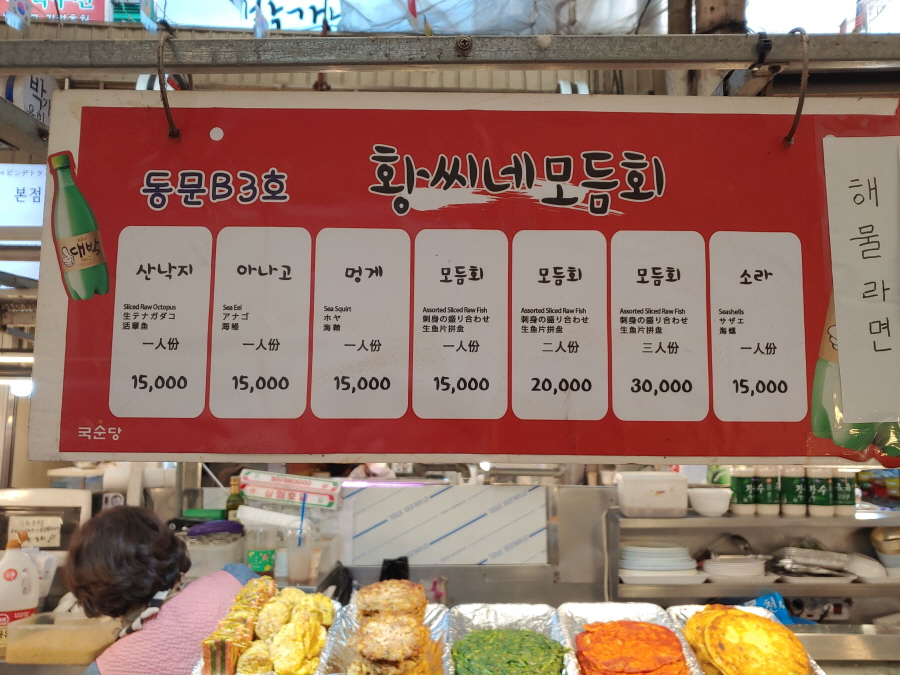 본점
동문B3호
황씨네모듬회
대박
산낙지
Sliced Raw Octopus
生テナガダコ
活章鱼
一人份
15,000
아나고
Sea Eel
アナゴ
海鳗
一人份
15,000
멍게
Sea Squirt
ホヤ
海鞘
一人份
15,000
모듬회
Assorted Sliced Raw Fish
刺身の盛り合わせ
生鱼片拼盘
一人份
15,000
모듬회
Assorted Sliced Raw Fish
刺身の盛り合わせ
生鱼片拼盘
二人份
20,000
모듬회
Assorted Sliced Raw Fish
刺身の盛り合わせ
生鱼片拼盘
三人份
30,000
소라
Seashells
サザエ
海螺
一人份
15,000
국순당
해물라면